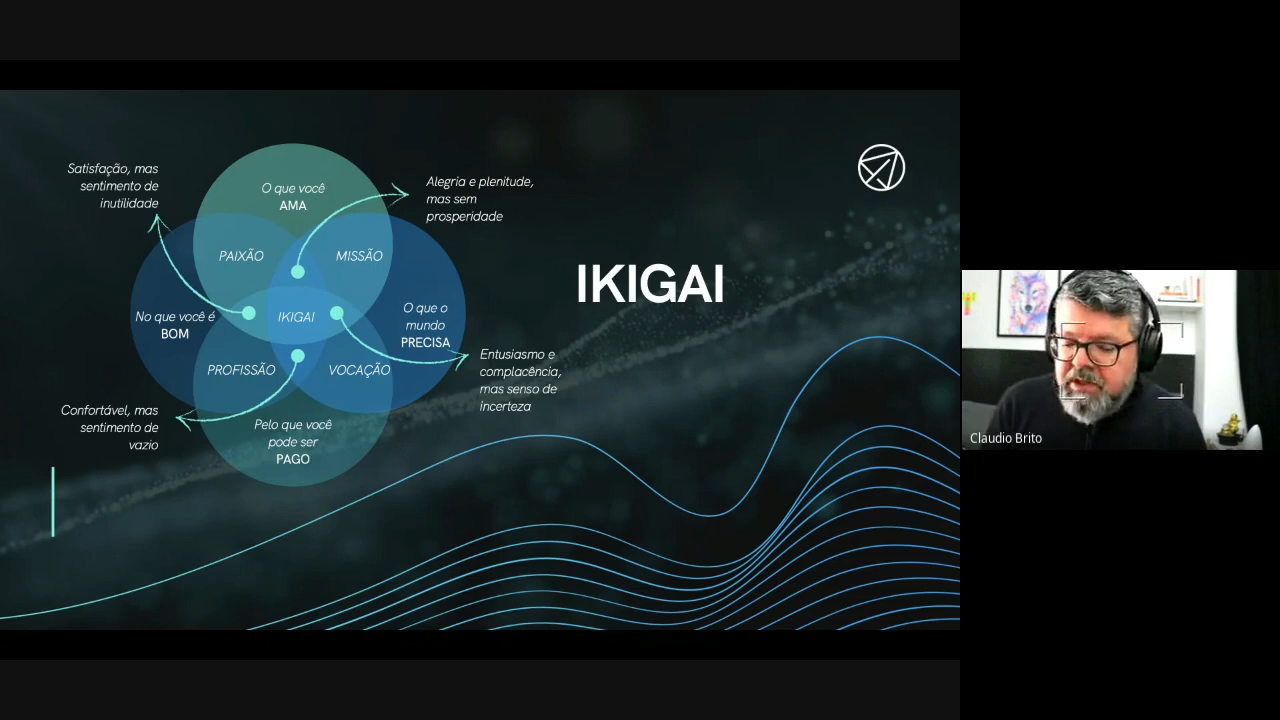 Satisfação, mas
sentimento de
inutilidade
O que você
AMA
Alegria e plenitude,
mas sem
prosperidade
PAIXÃO
MISSÃO
IKIGAI
No que você é
BOM
IKIGAI
O que o
mundo
PRECISA
PROFISSÃO
VOCAÇÃO
Entusiasmo e
complacência,
mas senso de
incerteza
Confortável, mas
sentimento de
vazio
Pelo que você
pode ser
PAGO
Claudio Brito